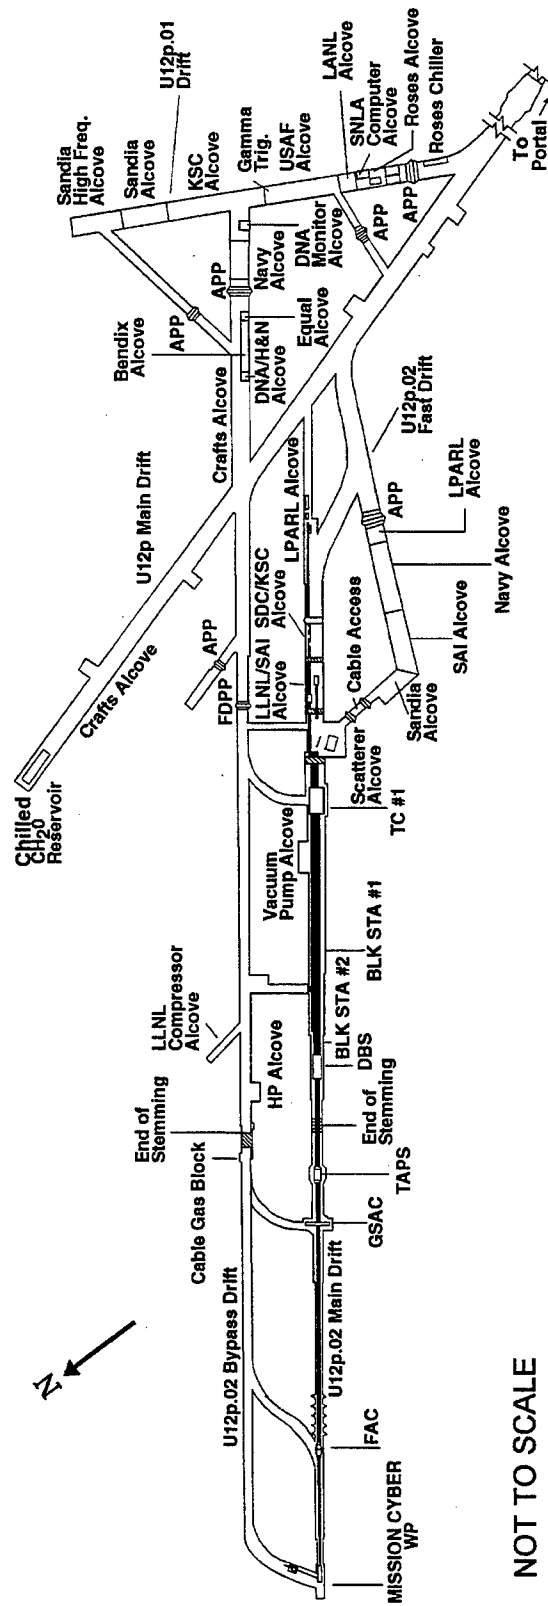 Sandia
High Freq.
Alcove
Sandia
Alcove
U12p.01
Drift
KSC
Alcove
Gamma
Trig.
USAF
Alcove
LANL
Alcove
SNLA
Computer
Alcove
Roses Alcove
Roses Chiller
To
Portal
APP
APP
DNA
Monitor
Alcove
Navy
Alcove
APP
Equal
Alcove
DNA/H&N
Alcove
APP
Bendix
Alcove
Crafts Alcove
U12p Main Drift
Crafts Alcove
Chilled
CH20
Reservoir
APP
FDPP
LPARL Alcove
SDC/KSC
Alcove
LLNL/SAI
Alcove
U12p.02
Fast Drift
APP
LPARL
Alcove
Navy Alcove
SAI Alcove
Cable Access
Sandia
Alcove
Scatterer
Alcove
TC #1
Vacuum
Pump Alcove
BLK STA #1
BLK STA #2
DBS
LLNL
Compressor
Alcove
HP Alcove
End of
Stemming
End of
Stemming
Cable Gas Block
TAPS
GSAC
U12p.02 Bypass Drift
U12p.02 Main Drift
FAC
MISSION CYBER
WP
N
NOT TO SCALE